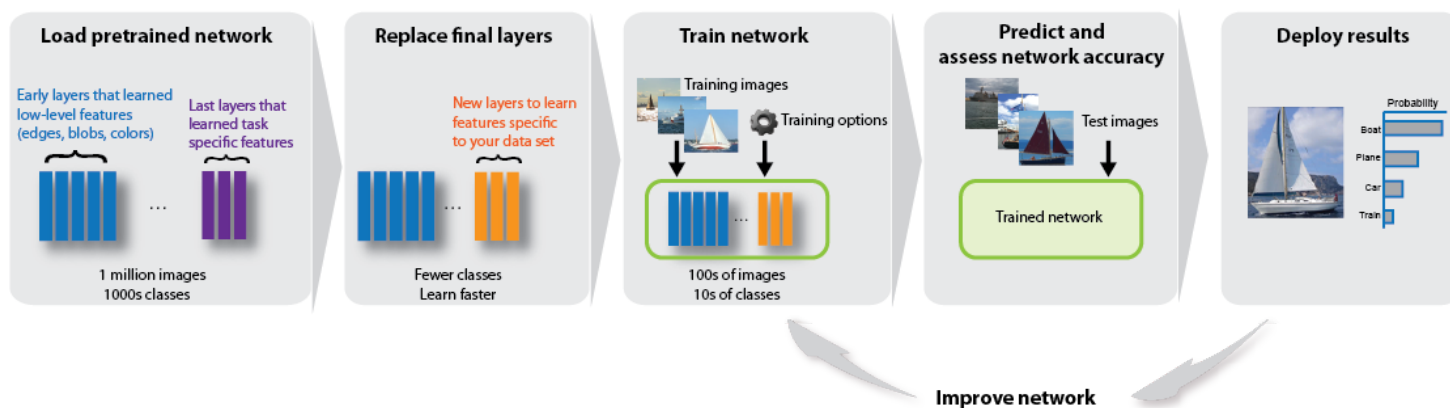 Load pretrained network
Early layers that learned
low-level features
(edges, blobs, colors)
Last layers that
learned task
specific features
...
1 million images
1000s classes
Replace final layers
New layers to learn
features specific
to your data set
...
Fewer classes
Learn faster
Train network
Training images
Training options
...
100s of images
10s of classes
Predict and
assess network accuracy
Test images
Trained network
Deploy results
Probability
Boat
Plane
Car
Train
Improve network